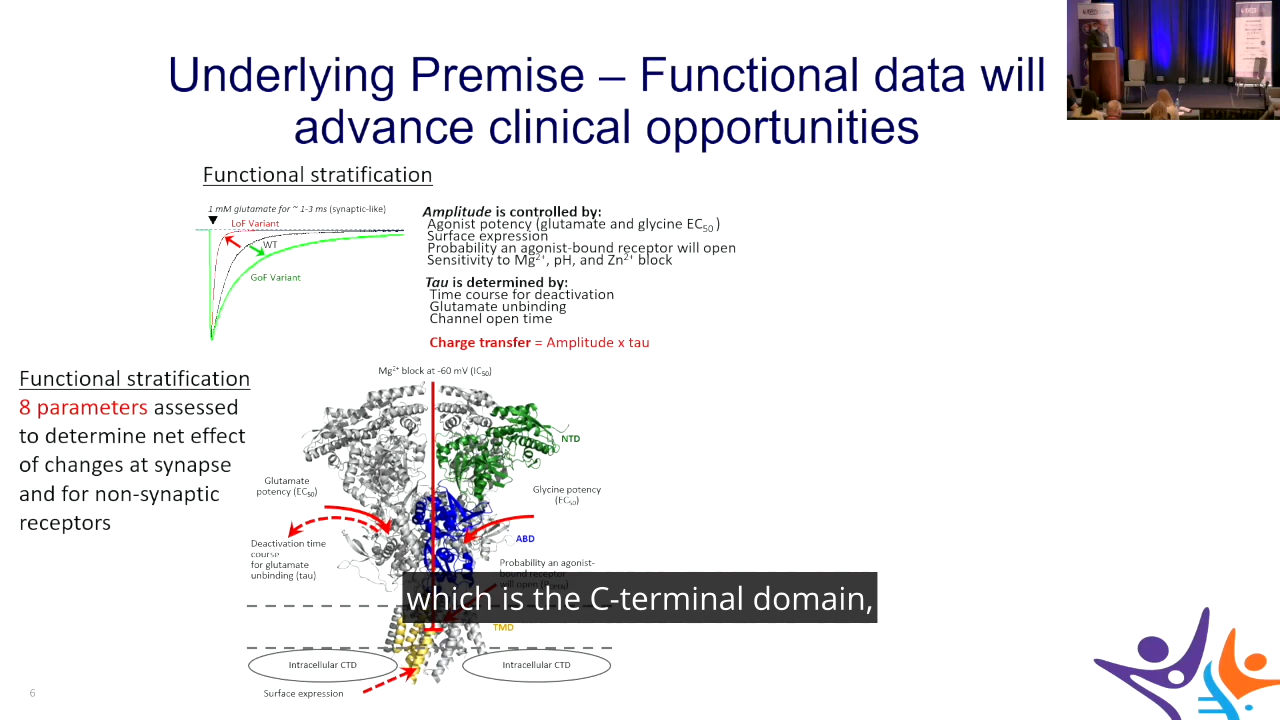 Underlying Premise – Functional data will
advance clinical opportunities
Functional stratification
1 mM glutamate for ~ 1-3 ms (synaptic-like)
LoF Variant
WT
GoF Variant
Amplitude is controlled by:
Agonist potency (glutamate and glycine EC50)
Surface expression
Probability an agonist-bound receptor will open
Sensitivity to Mg2+, pH, and Zn2+ block
Tau is determined by:
Time course for deactivation
Glutamate unbinding
Channel open time
Charge transfer = Amplitude x tau
Functional stratification
8 parameters assessed
to determine net effect
of changes at synapse
and for non-synaptic
receptors
Mg2+ block at -60 mV (IC50)
NTD
Glutamate
potency (EC50)
Glycine potency
(EC50)
ABD
Deactivation time
course
for glutamate
unbinding (tau)
Probability an agonist-
bound receptor
which is the C-terminal domain,
TMD
Intracellular CTD
Intracellular CTD
Surface expression
6